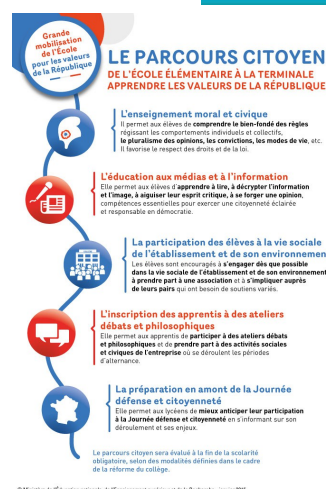 Grande
mobilisation
de l'École
pour les valeurs
de la République
LE PARCOURS CITOYEN
DE L'ÉCOLE ÉLÉMENTAIRE À LA TERMINALE
APPRENDRE LES VALEURS DE LA RÉPUBLIQUE
L'enseignement moral et civique
Il permet aux élèves de comprendre le bien-fondé des règles
régissant les comportements individuels et collectifs,
le pluralisme des opinions, les convictions, les modes de vie, etc.
Il favorise le respect des droits et de la loi.
L'éducation aux médias et à l'information
Elle permet aux élèves d'apprendre à lire, à décrypter l'information
et l'image, à aiguiser leur esprit critique, à se forger une opinion,
compétences essentielles pour exercer une citoyenneté éclairée
et responsable en démocratie.
La participation des élèves à la vie sociale
de l'établissement et de son environnemen
Les élèves sont encouragés à s'engager dès que possible
dans la vie sociale de l'établissement et de son environnement
à prendre part à une association et à s'impliquer auprès
de leurs pairs qui ont besoin de soutiens variés.
L'inscription des apprentis à des ateliers
débats et philosophiques
Elle permet aux apprentis de participer à des ateliers débats
et philosophiques et de prendre part à des activités sociales
et civiques de l'entreprise où se déroulent les périodes
d'alternance.
La préparation en amont de la Journée
défense et citoyenneté
Elle permet aux lycéens de mieux anticiper leur participation
à la Journée défense et citoyenneté en s'informant sur son
déroulement et ses enjeux.
Le parcours citoyen sera évalué à la fin de la scolarité
obligatoire, selon des modalités définies dans le cadre
de la réforme du collège.